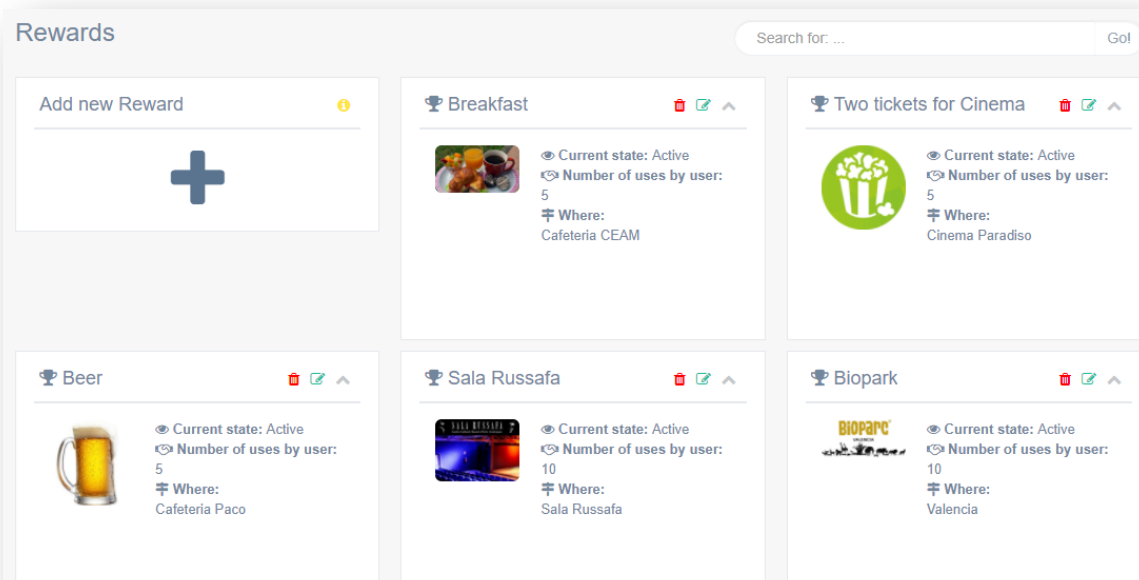 Rewards
Search for: ...
Go!
Add new Reward
Breakfast
Current state: Active
Number of uses by user:
5
Where:
Cafeteria CEAM
Two tickets for Cinema
Current state: Active
Number of uses by user:
5
Where:
Cinema Paradiso
Beer
Current state: Active
Number of uses by user:
5
Where:
Cafeteria Paco
Sala Russafa
SALA RUSSAFA
Current state: Active
Number of uses by user:
10
Where:
Sala Russafa
Biopark
BIOPARC
VALENCIA
Current state: Active
Number of uses by user:
10
Where:
Valencia